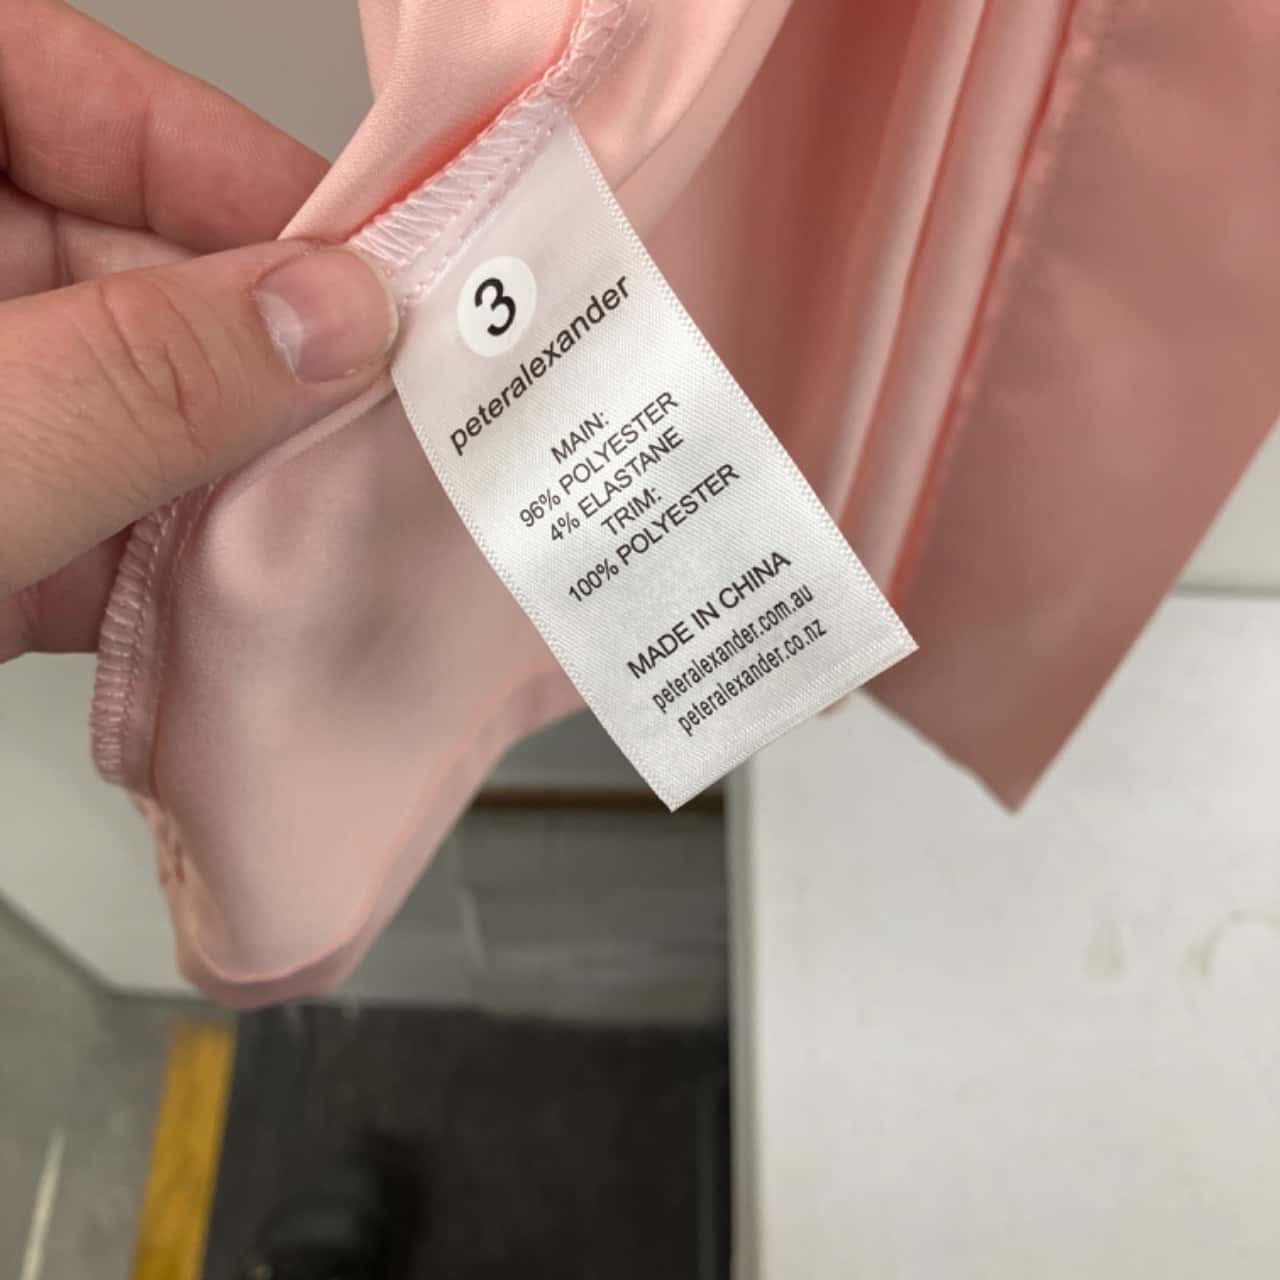 3
peteralexander
MAIN:
96% POLYESTER
4% ELASTANE
TRIM:
100% POLYESTER
MADE IN CHINA
peteralexander.com.au
peteralexander.co.nz